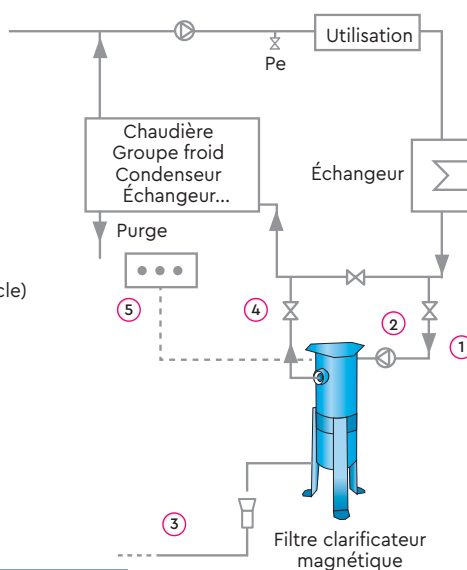 Utilisation
Pe
Chaudière
Groupe froid
Condenseur
Échangeur...
Échangeur
Purge
cle)
5
4
2
1
3
Filtre clarificateur
magnétique